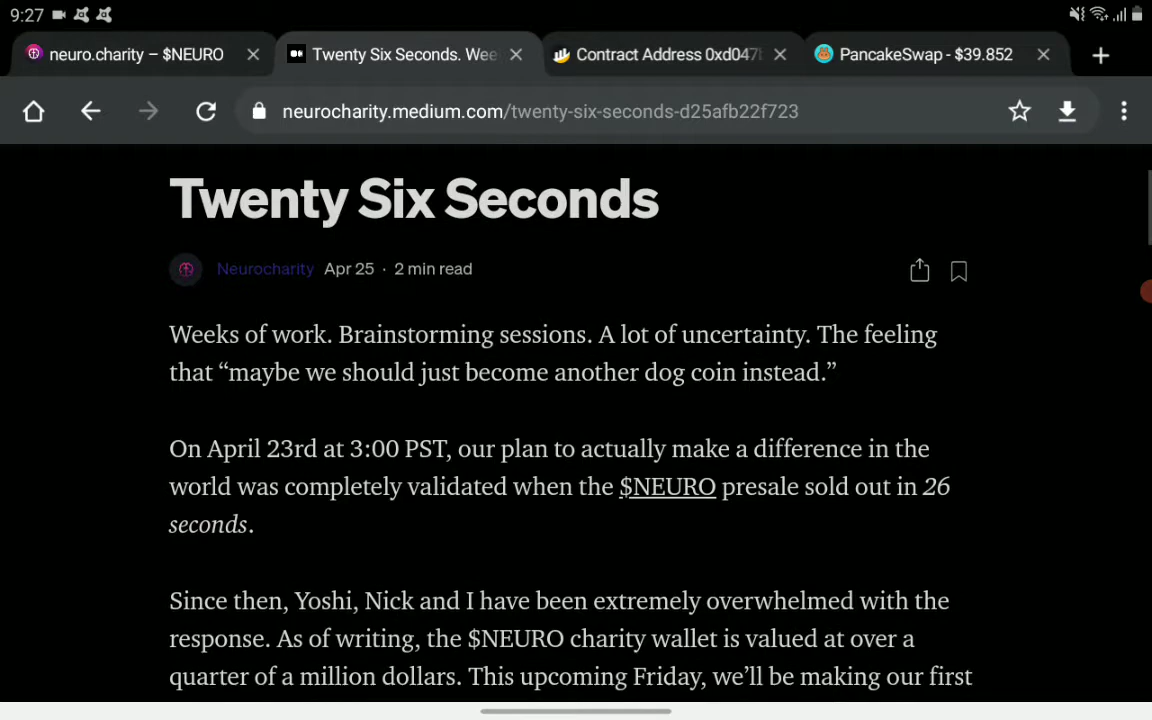 9:27
neuro.charity – $NEURO
Twenty Six Seconds. Wee
Contract Address 0xd047
PancakeSwap - $39.852
neurocharity.medium.com/twenty-six-seconds-d25afb22f723
Twenty Six Seconds
Neurocharity Apr 25 · 2 min read
Weeks of work. Brainstorming sessions. A lot of uncertainty. The feeling
that “maybe we should just become another dog coin instead.”
On April 23rd at 3:00 PST, our plan to actually make a difference in the
world was completely validated when the $NEURO presale sold out in 26
seconds.
Since then, Yoshi, Nick and I have been extremely overwhelmed with the
response. As of writing, the $NEURO charity wallet is valued at over a
quarter of a million dollars. This upcoming Friday, we’ll be making our first